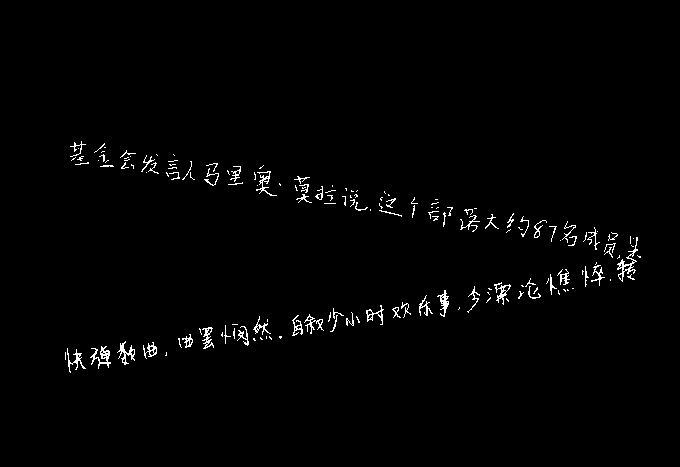 基金会发言人马里奥·莫拉说,这个部落大约87名成员,吴
快弹数曲,曲罢悯然.自叙少小时欢乐事,今漂沦憔悴,转